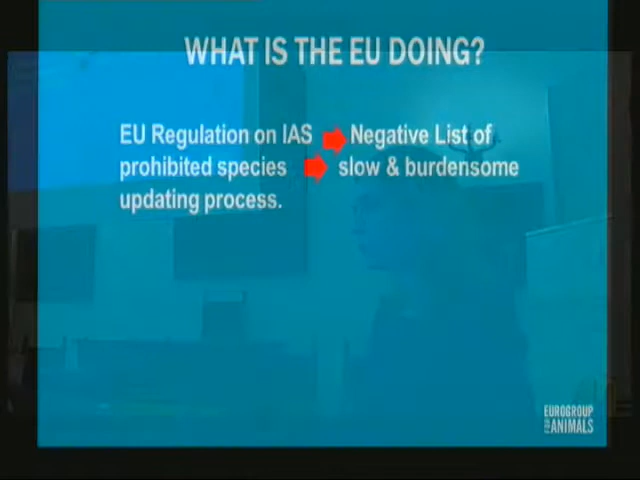 WHAT IS THE EU DOING?
EU Regulation on IAS Negative List of
prohibited species slow & burdensome
updating process.
EUROGROUP
FOR ANIMALS